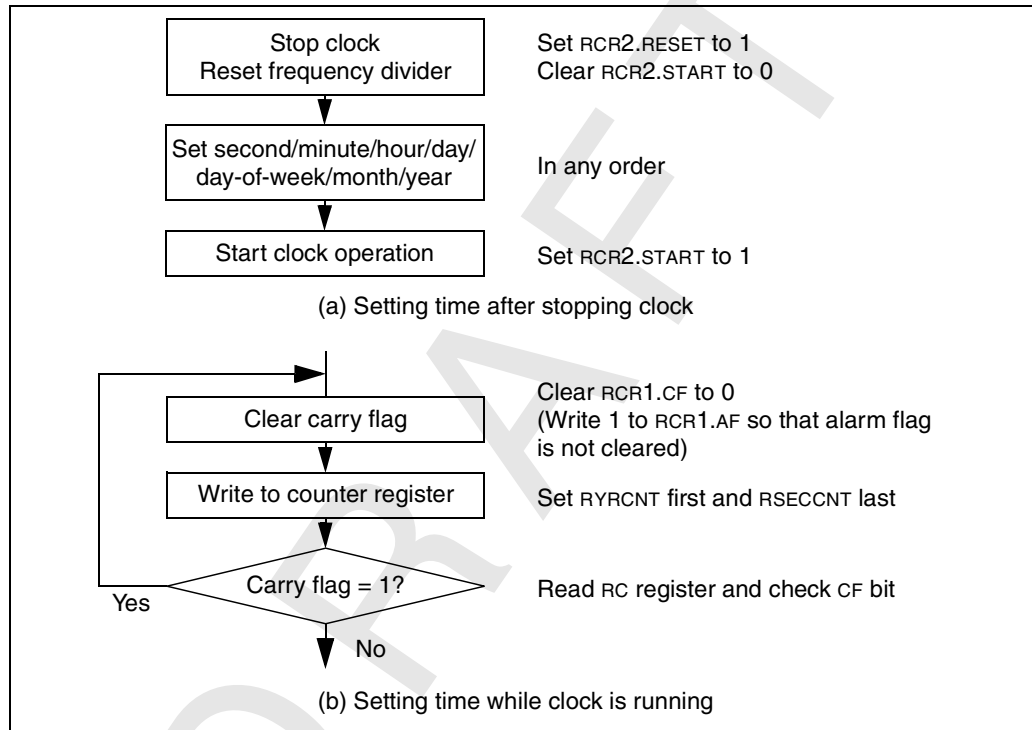 Stop clock
Reset frequency divider
Set RCR2.RESET to 1
Clear RCR2.START to 0
Set second/minute/hour/day/
day-of-week/month/year
In any order
Start clock operation
Set RCR2.START to 1
(a) Setting time after stopping clock
Clear carry flag
Clear RCR1.CF to 0
(Write 1 to RCR1.AF so that alarm flag
is not cleared)
Write to counter register
Set RYRCNT first and RSECCNT last
Carry flag = 1?
Read RC register and check CF bit
Yes
No
(b) Setting time while clock is running
DRAFT